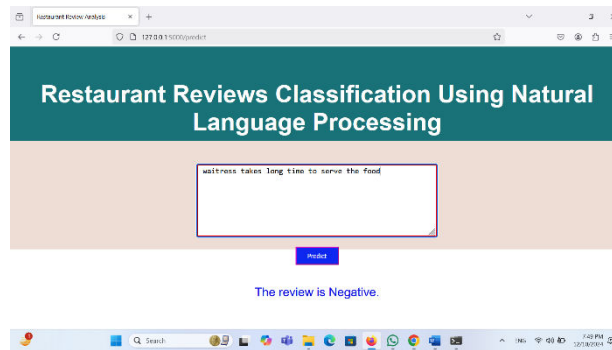 Restaurant Review Analysis
127.0.0.1:5000/predict
Restaurant Reviews Classification Using Natural
Language Processing
waitress takes long time to serve the food
Predict
The review is Negative.
Search
ENG
7:49 PM